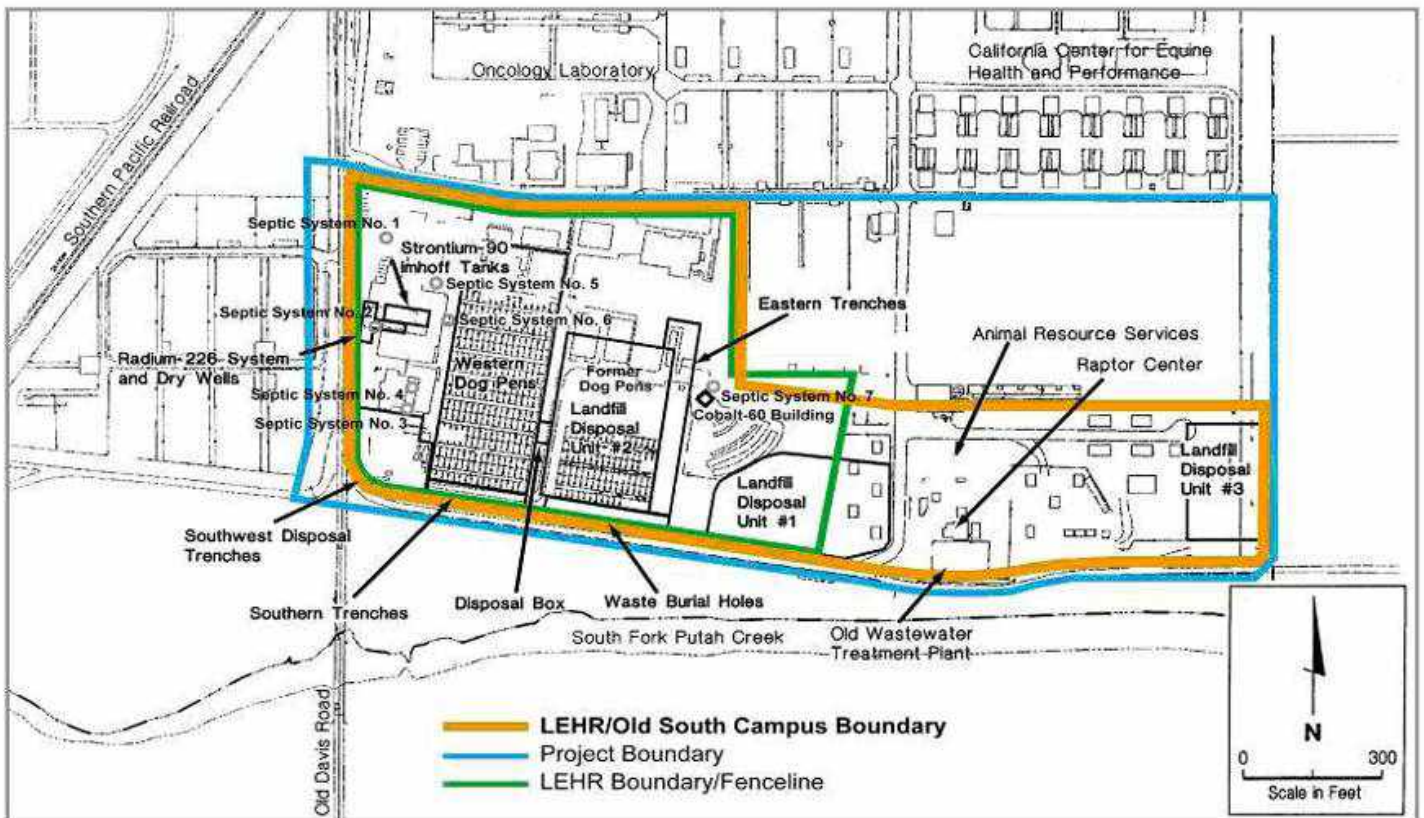 California Center for Equine
Health and Performance
Oncology Laboratory
Southern Pacific Railroad
Septic System No. 1
Strontium-90
imhoff Tanks
Septic System No. 5
Septic System No. 2
Septic System No. 6
Eastern Trenches
Animal Resource Services
Radium-226 System
and Dry Wells
Western
Dog Pens
Former
Dog Pens
Raptor Center
Septic System No. 4
Septic System No. 7
Cobalt-60 Building
Septic System No. 3
Landfill
Disposal
Unit #2
Landfill
Disposal
Unit #3
Landfill
Disposal
Unit #1
Southwest Disposal
Trenches
Southern Trenches
Disposal Box
Waste Burial Holes
South Fork Putah Creek
Old Wastewater
Treatment Plant
Old Davis Road
LEHR/Old South Campus Boundary
Project Boundary
LEHR Boundary/Fenceline
N
0 300
Scale in Feet